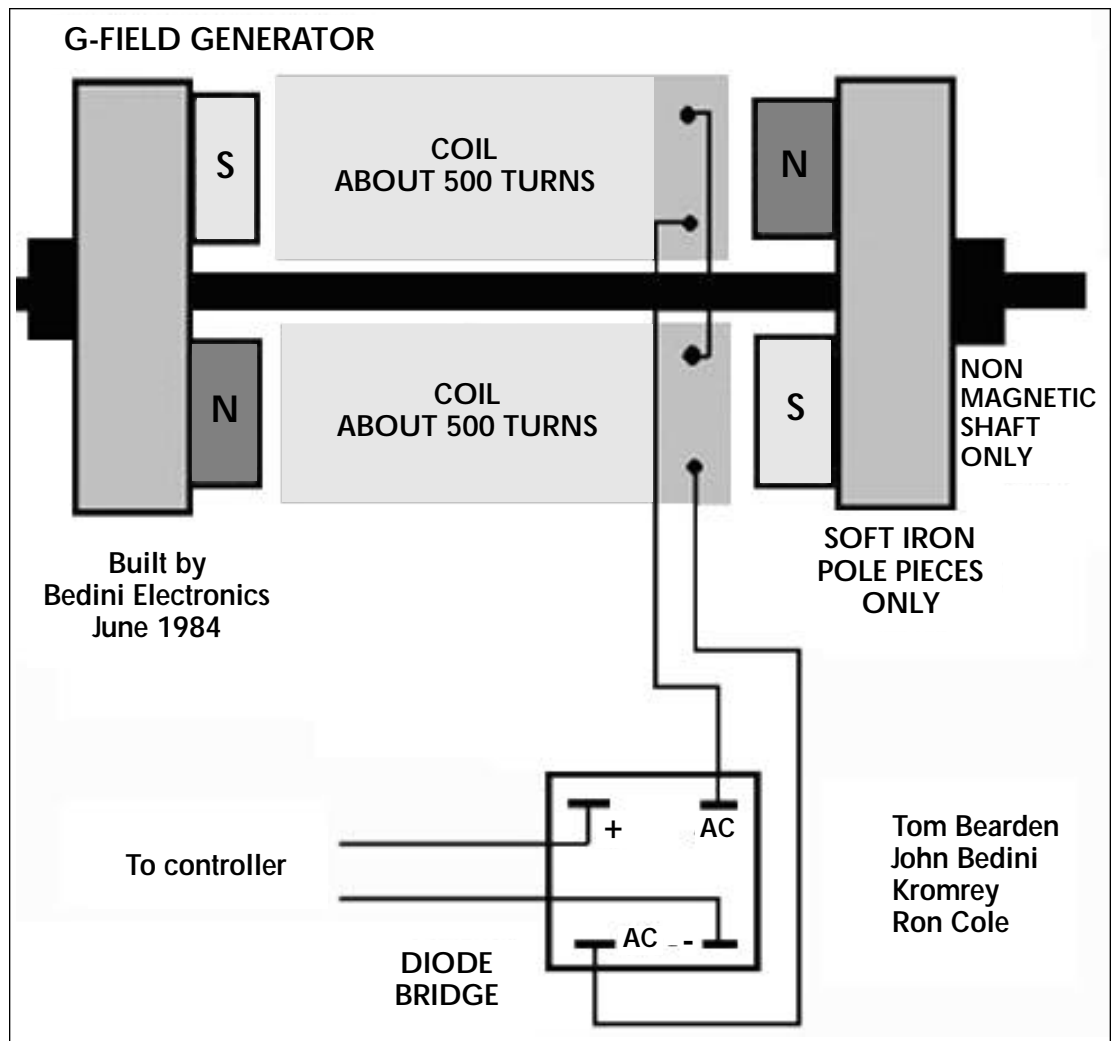 G-FIELD GENERATOR
S
COIL
ABOUT 500 TURNS
N
N
COIL
ABOUT 500 TURNS
S
NON
MAGNETIC
SHAFT
ONLY
Built by
Bedini Electronics
June 1984
SOFT IRON
POLE PIECES
ONLY
+
AC
To controller
AC
-
DIODE
BRIDGE
Tom Bearden
John Bedini
Kromrey
Ron Cole